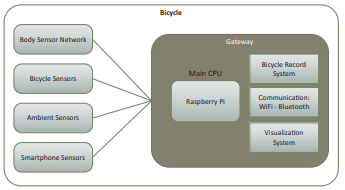 Bicycle
Gateway
Body Sensor Network
Bicycle Sensors
Ambient Sensors
Smartphone Sensors
Main CPU
Raspberry Pi
Bicycle Record
System
Communication:
WiFi - Bluetooth
Visualization
System